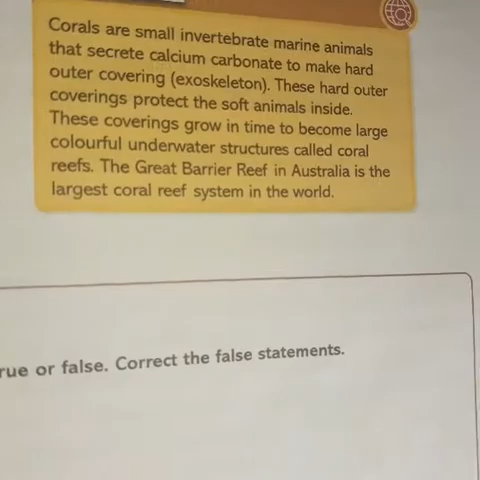 Corals are small invertebrate marine animals
that secrete calcium carbonate to make hard
outer covering (exoskeleton). These hard outer
coverings protect the soft animals inside.
These coverings grow in time to become large
colourful underwater structures called coral
reefs. The Great Barrier Reef in Australia is the
largest coral reef system in the world.
rue or false. Correct the false statements.